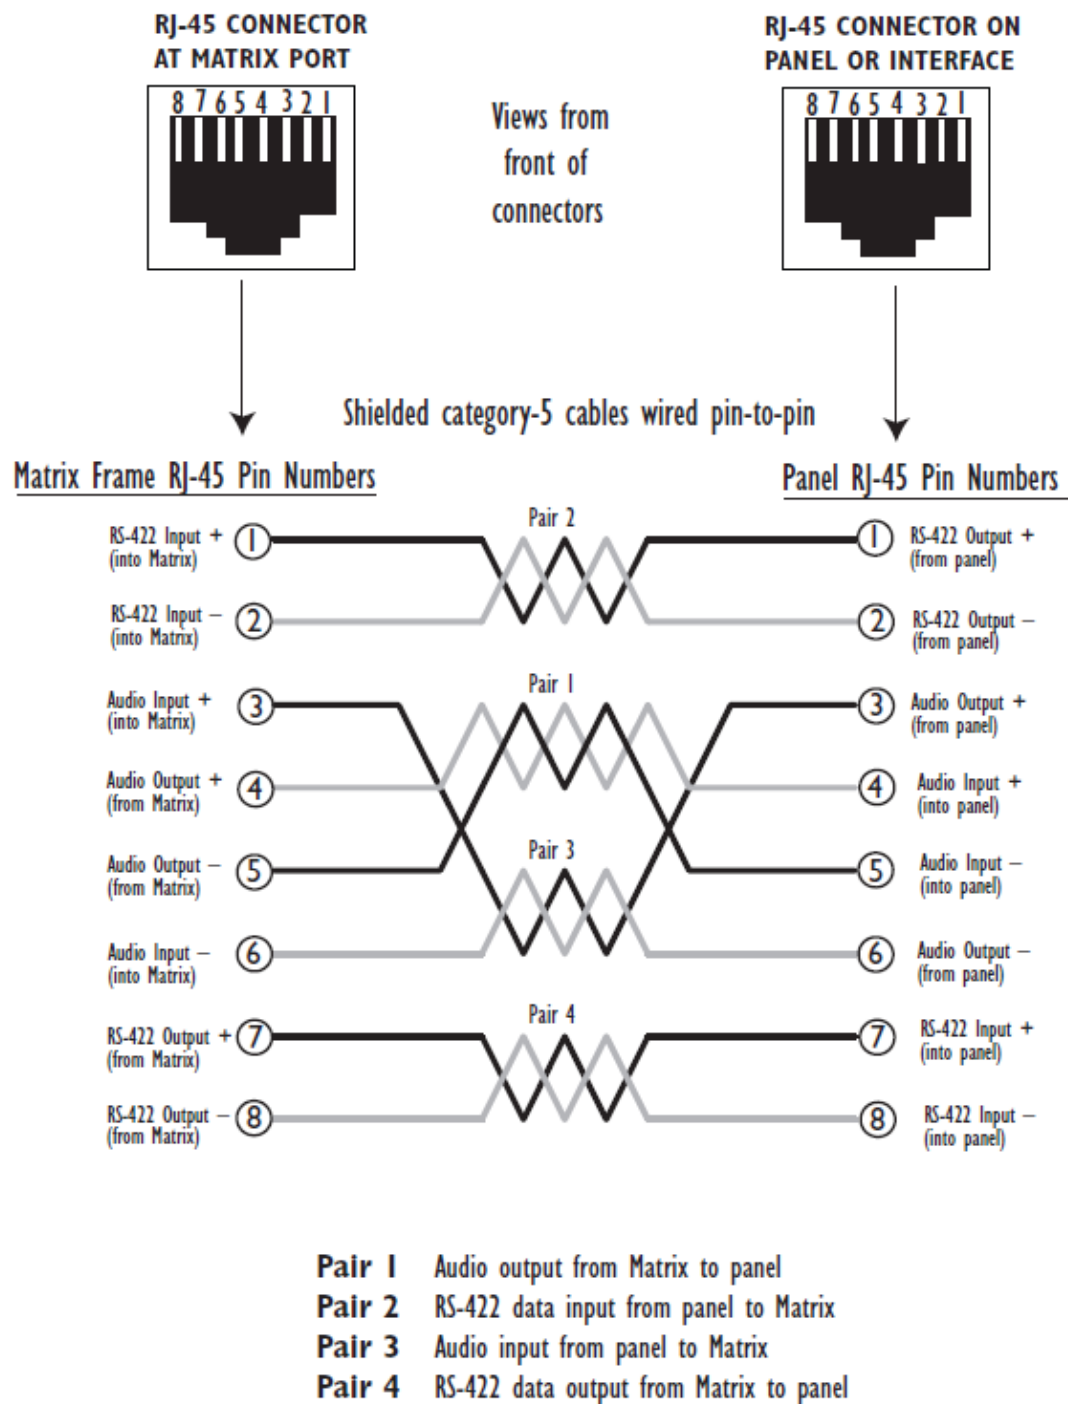 RJ-45 CONNECTOR
AT MATRIX PORT
8 7 6 5 4 3 2 1
Views from
front of
connectors
RJ-45 CONNECTOR ON
PANEL OR INTERFACE
8 7 6 5 4 3 2 1
Shielded category-5 cables wired pin-to-pin
Matrix Frame RJ-45 Pin Numbers
Panel RJ-45 Pin Numbers
RS-422 Input +
(into Matrix)
1
Pair 2
1
RS-422 Output +
(from panel)
RS-422 Input –
(into Matrix)
2
2
RS-422 Output –
(from panel)
Audio Input +
(into Matrix)
3
Pair 1
3
Audio Output +
(from panel)
Audio Output +
(from Matrix)
4
4
Audio Input +
(into panel)
Audio Output –
(from Matrix)
5
Pair 3
5
Audio Input –
(into panel)
Audio Input –
(into Matrix)
6
6
Audio Output –
(from panel)
RS-422 Output +
(from Matrix)
7
Pair 4
7
RS-422 Input +
(into panel)
RS-422 Output –
(from Matrix)
8
8
RS-422 Input –
(into panel)
Pair 1 Audio output from Matrix to panel
Pair 2 RS-422 data input from panel to Matrix
Pair 3 Audio input from panel to Matrix
Pair 4 RS-422 data output from Matrix to panel